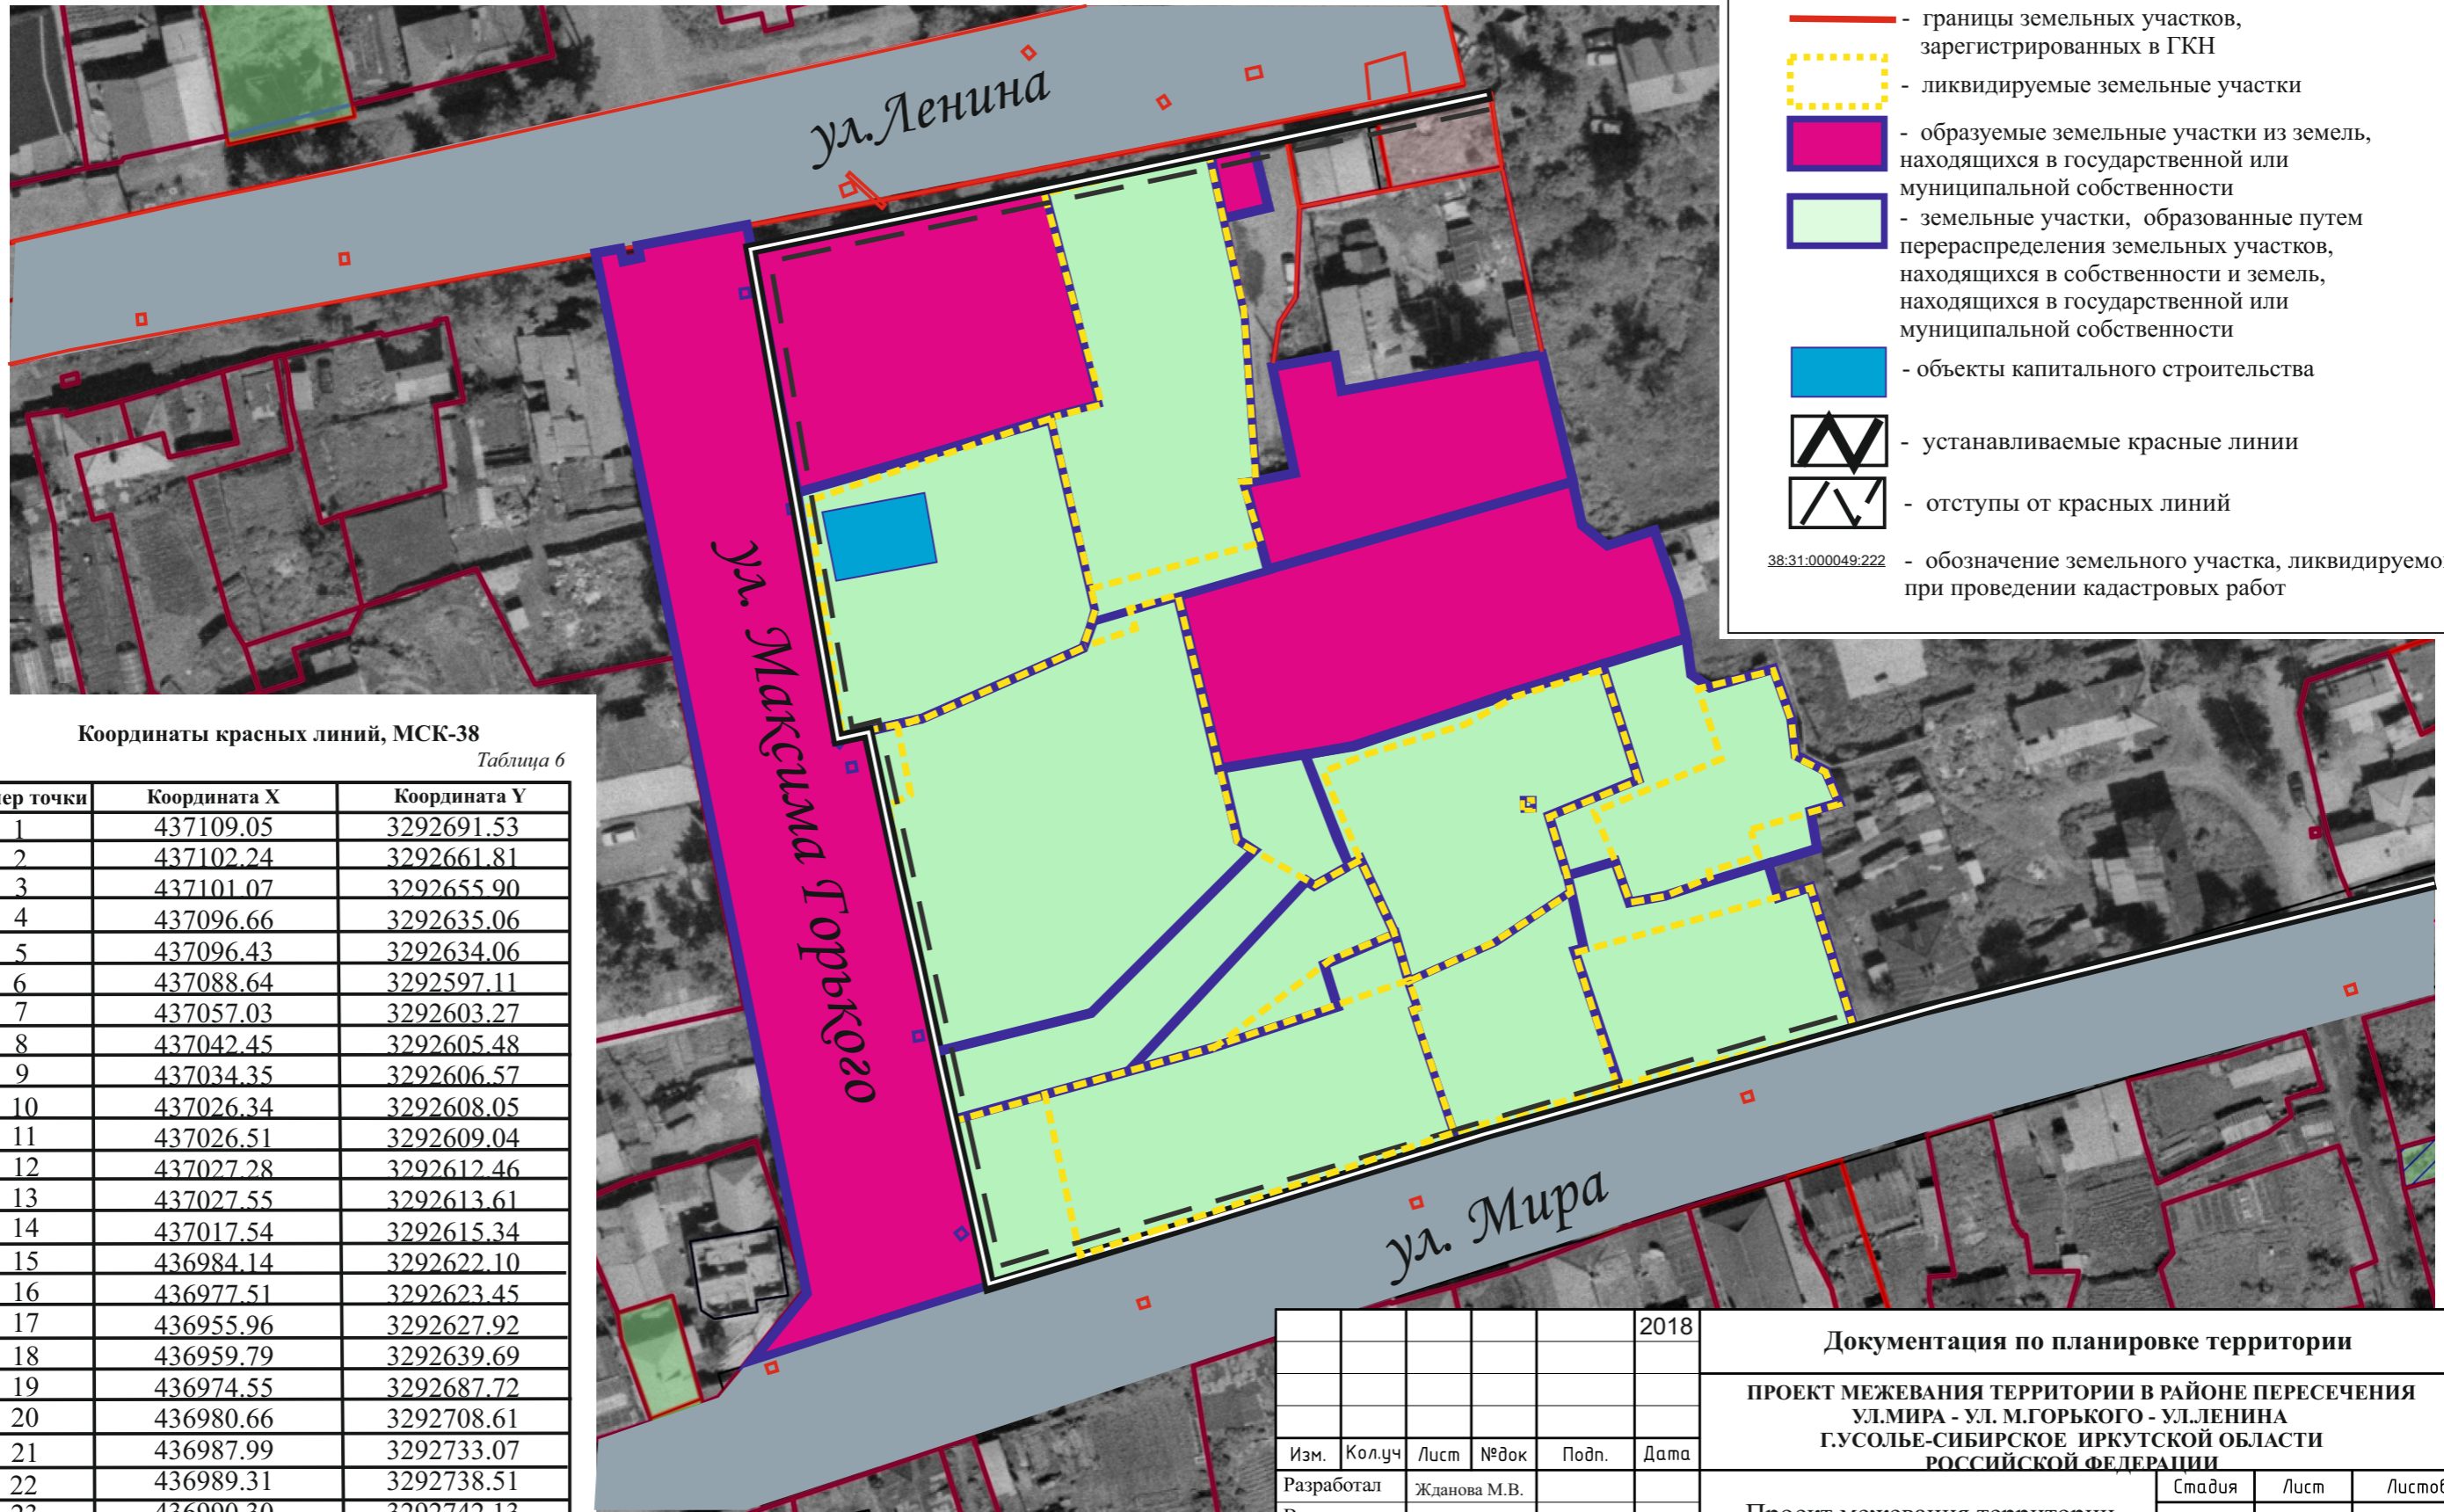 - границы земельных участков,
зарегистрированных в ГКН
- ликвидируемые земельные участки
- образуемые земельные участки из земель,
находящихся в государственной или
муниципальной собственности
- земельные участки, образованные путем
перераспределения земельных участков,
находящихся в собственности и земель,
находящихся в государственной или
муниципальной собственности
- объекты капитального строительства
- устанавливаемые красные линии
- отступы от красных линий
38:31:000049:222 - обозначение земельного участка,
при проведении кадастровых работ
ул.Ленина
ул. Максима Горького
ул. Мира
Координаты красных линий, МСК-38
Таблица 6
точки Координата X Координата Y
1 437109.05 3292691.53
2 437102.24 3292661.81
3 437101.07 3292655.90
4 437096.66 3292635.06
5 437096.43 3292634.06
6 437088.64 3292597.11
7 437057.03 3292603.27
8 437042.45 3292605.48
9 437034.35 3292606.57
10 437026.34 3292608.05
11 437026.51 3292609.04
12 437027.28 3292612.46
13 437027.55 3292613.61
14 437017.54 3292615.34
15 436984.14 3292622.10
16 436977.51 3292623.45
17 436955.96 3292627.92
18 436959.79 3292639.69
19 436974.55 3292687.72
20 436980.66 3292708.61
21 436987.99 3292733.07
22 436989.31 3292738.51
23 436990.30 3292742.13
2018
Изм. Кол.уч Лист №док Подп. Дата
Разработал Жданова М.В.
Документация по планировке территории
ПРОЕКТ МЕЖЕВАНИЯ ТЕРРИТОРИИ В РАЙОНЕ ПЕРЕСЕЧЕНИЯ
УЛ.МИРА - УЛ. М.ГОРЬКОГО - УЛ.ЛЕНИНА
Г.УСОЛЬЕ-СИБИРСКОЕ ИРКУТСКОЙ ОБЛАСТИ
РОССИЙСКОЙ ФЕДЕРАЦИИ
Проект межевания территории
Стадия Лист